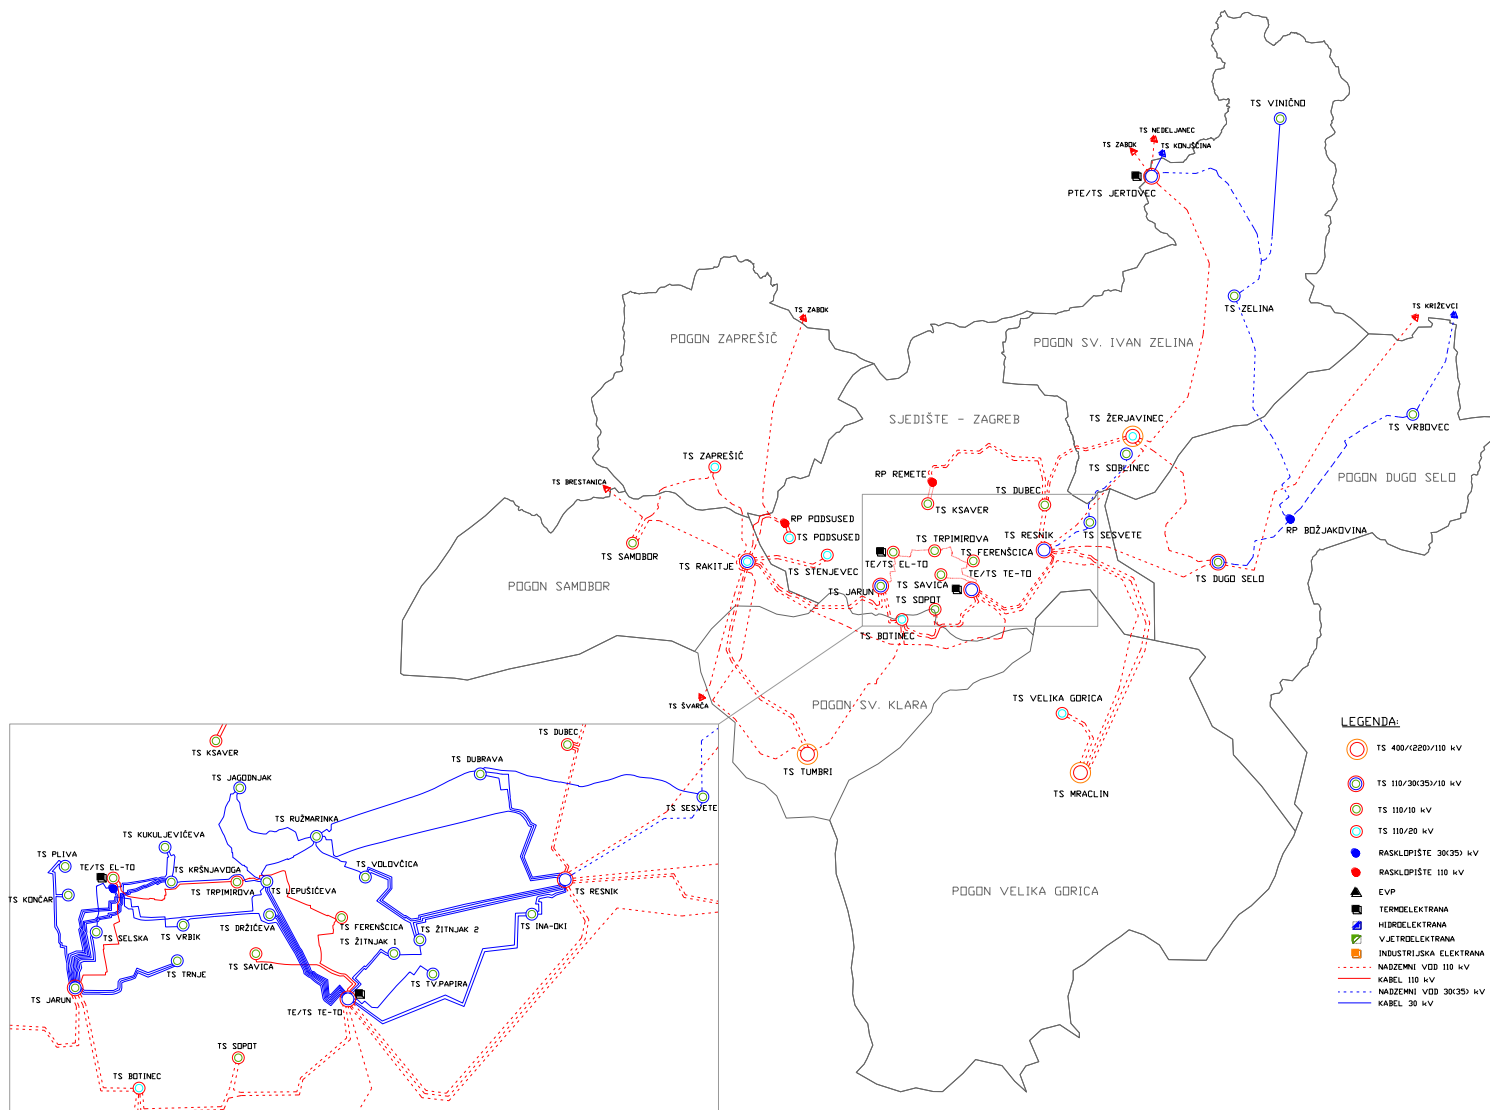 TS VINIČNO
TS NEDELJANEC
TS ZABOK
TS KONJŠČINA
PTE/TS JERTOVEC
TS ZELINA
TS KRIŽEVCI
TS ZABOK
POGON ZAPREŠIĆ
POGON SV. IVAN ZELINA
SJEDIŠTE - ZAGREB
TS ŽERJAVINEC
TS VRBOVEC
TS ZAPREŠIĆ
TS SOBLINEC
TS BRESTANICA
RP REMETE
TS DUBEC
POGON DUGO SELO
TS KSAVER
RP PODSUSED
TS PODSUSED
TS TRPIMIROVA
TS RESNIK
TS SESVETE
RP BOŽJAKOVINA
TS SAMOBOR
TS FERENŠČICA
TS RAKITJE
TS STENJEVEC
TE/TS EL-TO
TE/TS TE-TO
TS SAVICA
TS DUGO SELO
POGON SAMOBOR
TS JARUN
TS SOPOT
TS BOTINEC
TS ŠVARČA
POGON SV. KLARA
TS VELIKA GORICA
TS TUMBRI
TS MRACLIN
POGON VELIKA GORICA
TS KSAVER
TS DUBEC
TS JAGODNJAK
TS DUBRAVA
TS SESVETE
TS RUŽMARINKA
TS KUKULJEVIĆEVA
TS PLIVA
TE/TS EL-TO
TS KRŠNJAVOGA
TS VOLOVČICA
TS TRPIMIROVA
TS LEPUŠIĆEVA
TS RESNIK
TS KONČAR
TS DRŽIĆEVA
TS FERENŠČICA
TS ŽITNJAK 2
TS INA-OKI
TS SELSKA
TS VRBIK
TS ŽITNJAK 1
TS SAVICA
TS TRNJE
TS TV.PAPIRA
TS JARUN
TE/TS TE-TO
TS SOPOT
TS BOTINEC
LEGENDA:
TS 400/(220)/110 kV
TS 110/30(35)/10 kV
TS 110/10 kV
TS 110/20 kV
RASKLOPIŠTE 30(35) kV
RASKLOPIŠTE 110 kV
EVP
TERMOELEKTRANA
HIDROELEKTRANA
VJETROELEKTRANA
INDUSTRIJSKA ELEKTRANA
NADZEMNI VOD 110 kV
KABEL 110 kV
NADZEMNI VOD 30(35) kV
KABEL 30 kV